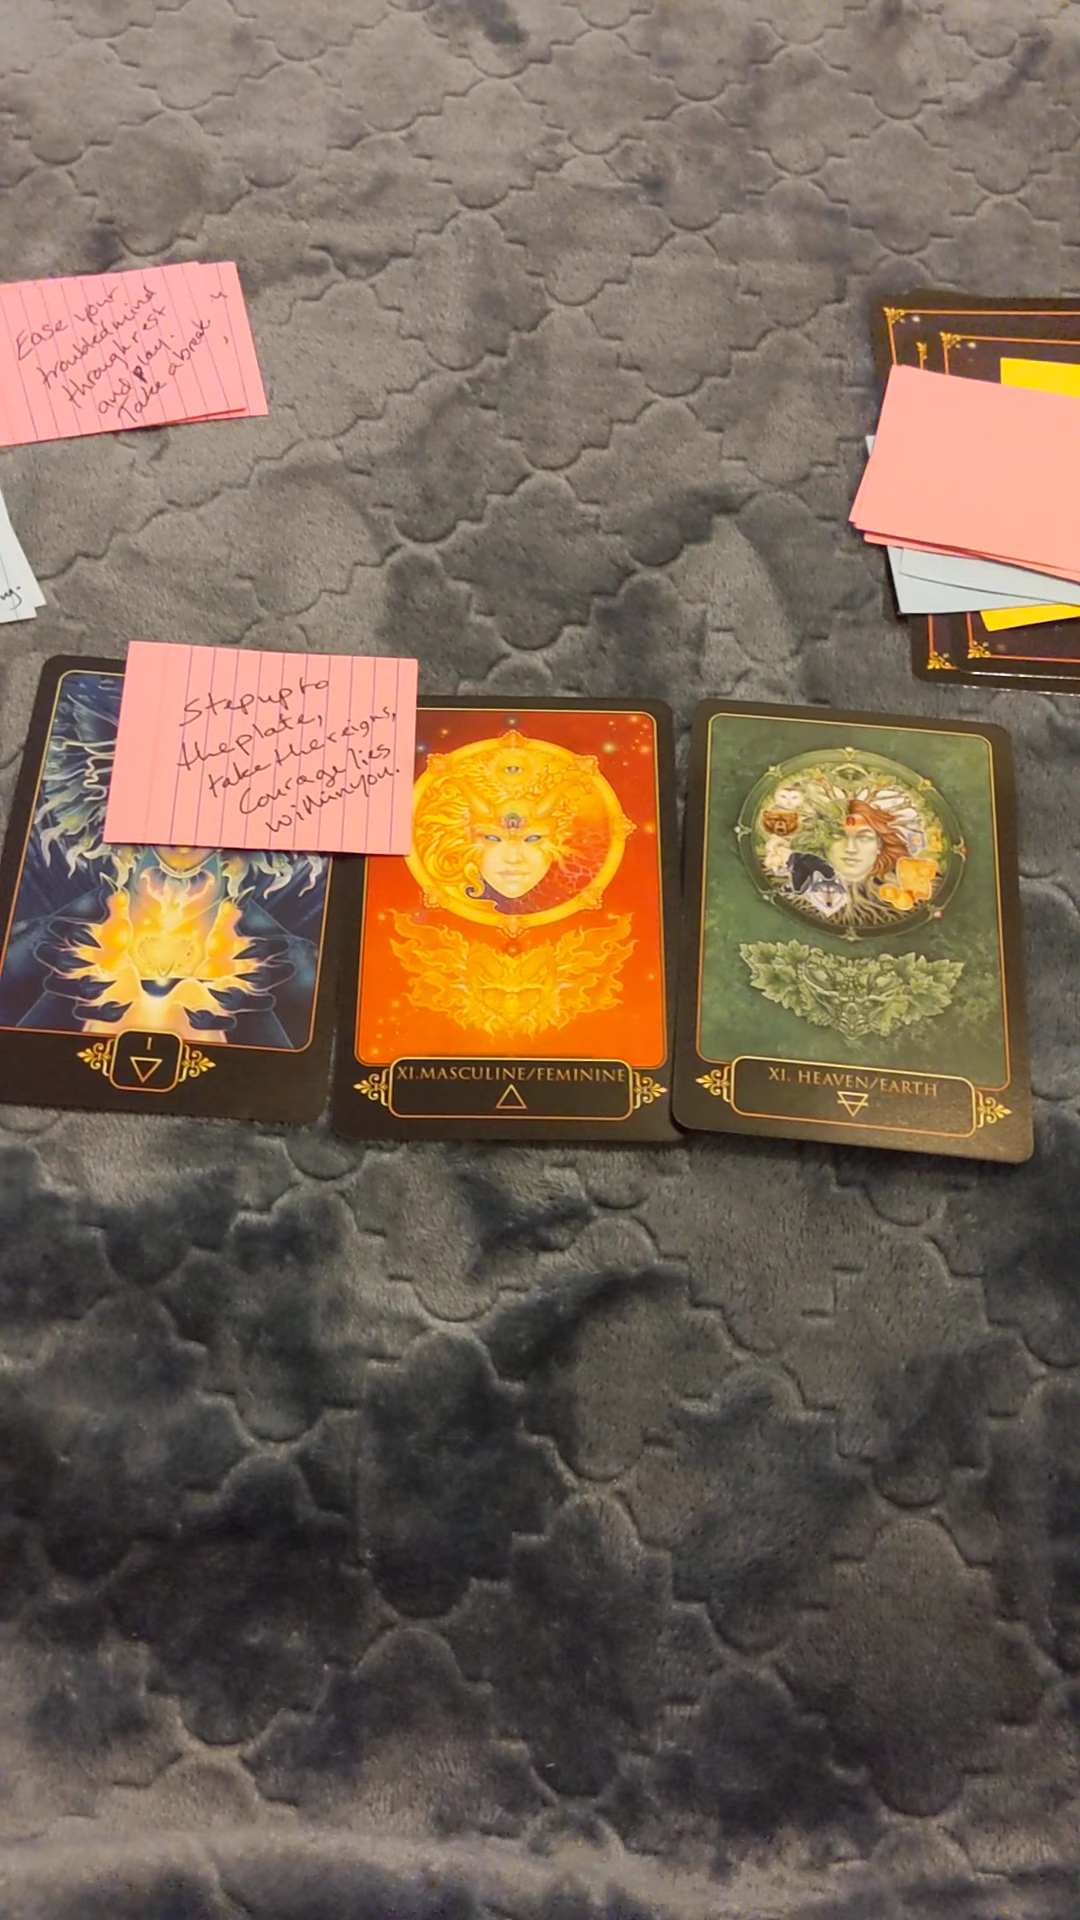 Ease your
troubled mind
through rest
and play.
Take a break
ng.
Step up to
the plate,
take the reigns,
Courage lies
within you.
I
XI. MASCULINE/FEMININE
XI. HEAVEN/EARTH